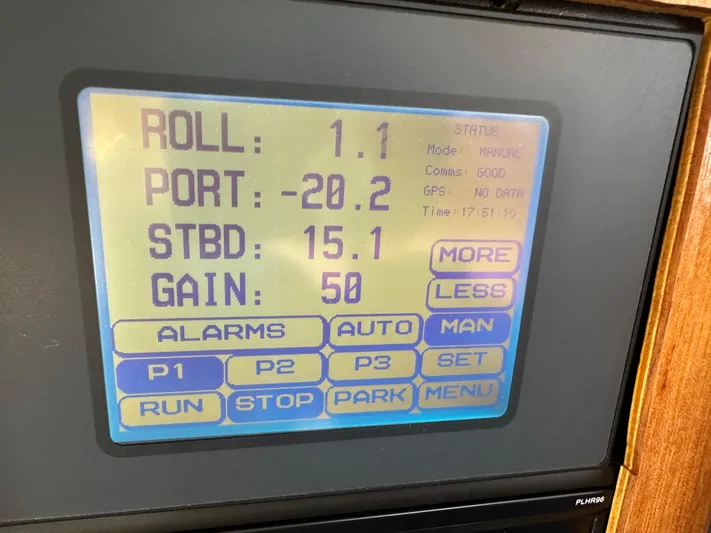 ROLL: 1.1
PORT: -20.2
STBD: 15.1
GAIN: 50
STATUS
Mode: MANUAL
Comms: GOOD
GPS: NO DATA
Time: 17:51:10
MORE
LESS
ALARMS AUTO MAN
P1 P2 P3 SET
RUN STOP PARK MENU
PLHR96